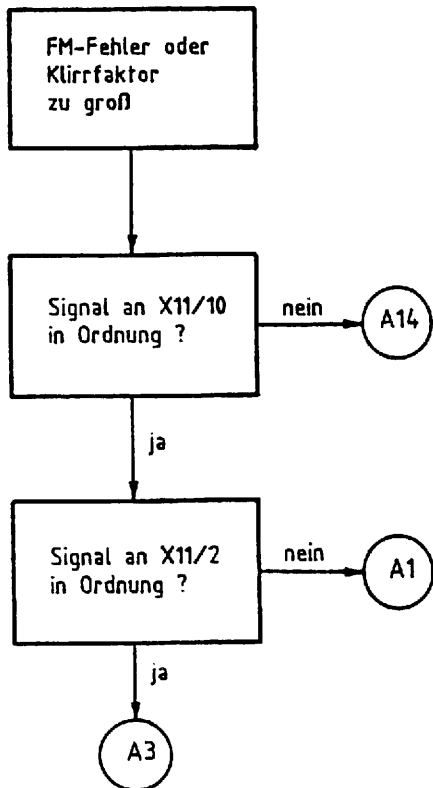 FM-Fehler oder
Klirrfaktor
zu groß
Signal an X11/10
in Ordnung ?
nein
A14
ja
Signal an X11/2
in Ordnung ?
nein
A1
ja
A3